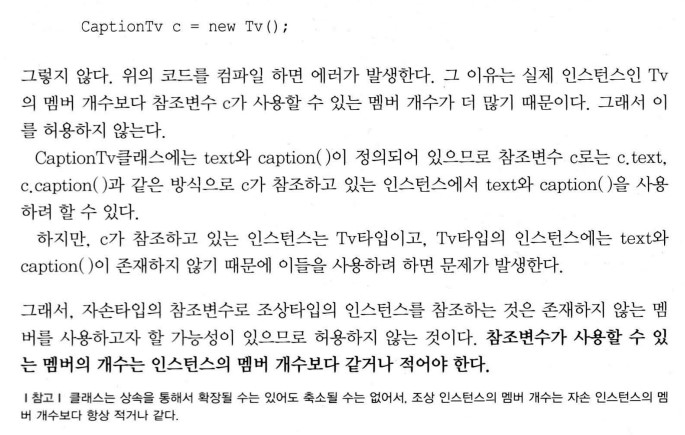 CaptionTv c = new Tv();
그렇지 않다. 위의 코드를 컴파일 하면 에러가 발생한다. 그 이유는 실제 인스턴스인 Tv
의 멤버 개수보다 참조변수 c가 사용할 수 있는 멤버 개수가 더 많기 때문이다. 그래서 이
를 허용하지 않는다.
CaptionTv클래스에는 text와 caption()이 정의되어 있으므로 참조변수 c로는 c.text,
c.caption()과 같은 방식으로 c가 참조하고 있는 인스턴스에서 text와 caption()을 사용
하려 할 수 있다.
하지만, c가 참조하고 있는 인스턴스는 Tv타입이고, Tv타입의 인스턴스에는 text와
caption()이 존재하지 않기 때문에 이들을 사용하려 하면 문제가 발생한다.
그래서, 자손타입의 참조변수로 조상타입의 인스턴스를 참조하는 것은 존재하지 않는 멤
버를 사용하고자 할 가능성이 있으므로 허용하지 않는 것이다. 참조변수가 사용할 수 있
는 멤버의 개수는 인스턴스의 멤버 개수보다 같거나 적어야 한다.
| 참고 | 클래스는 상속을 통해서 확장될 수는 있어도 축소될 수는 없어서, 조상 인스턴스의 멤버 개수는 자손 인스턴스의 멤
버 개수보다 항상 적거나 같다.